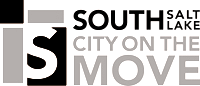 S
SOUTH SALT LAKE
CITY ON THE
MOVE